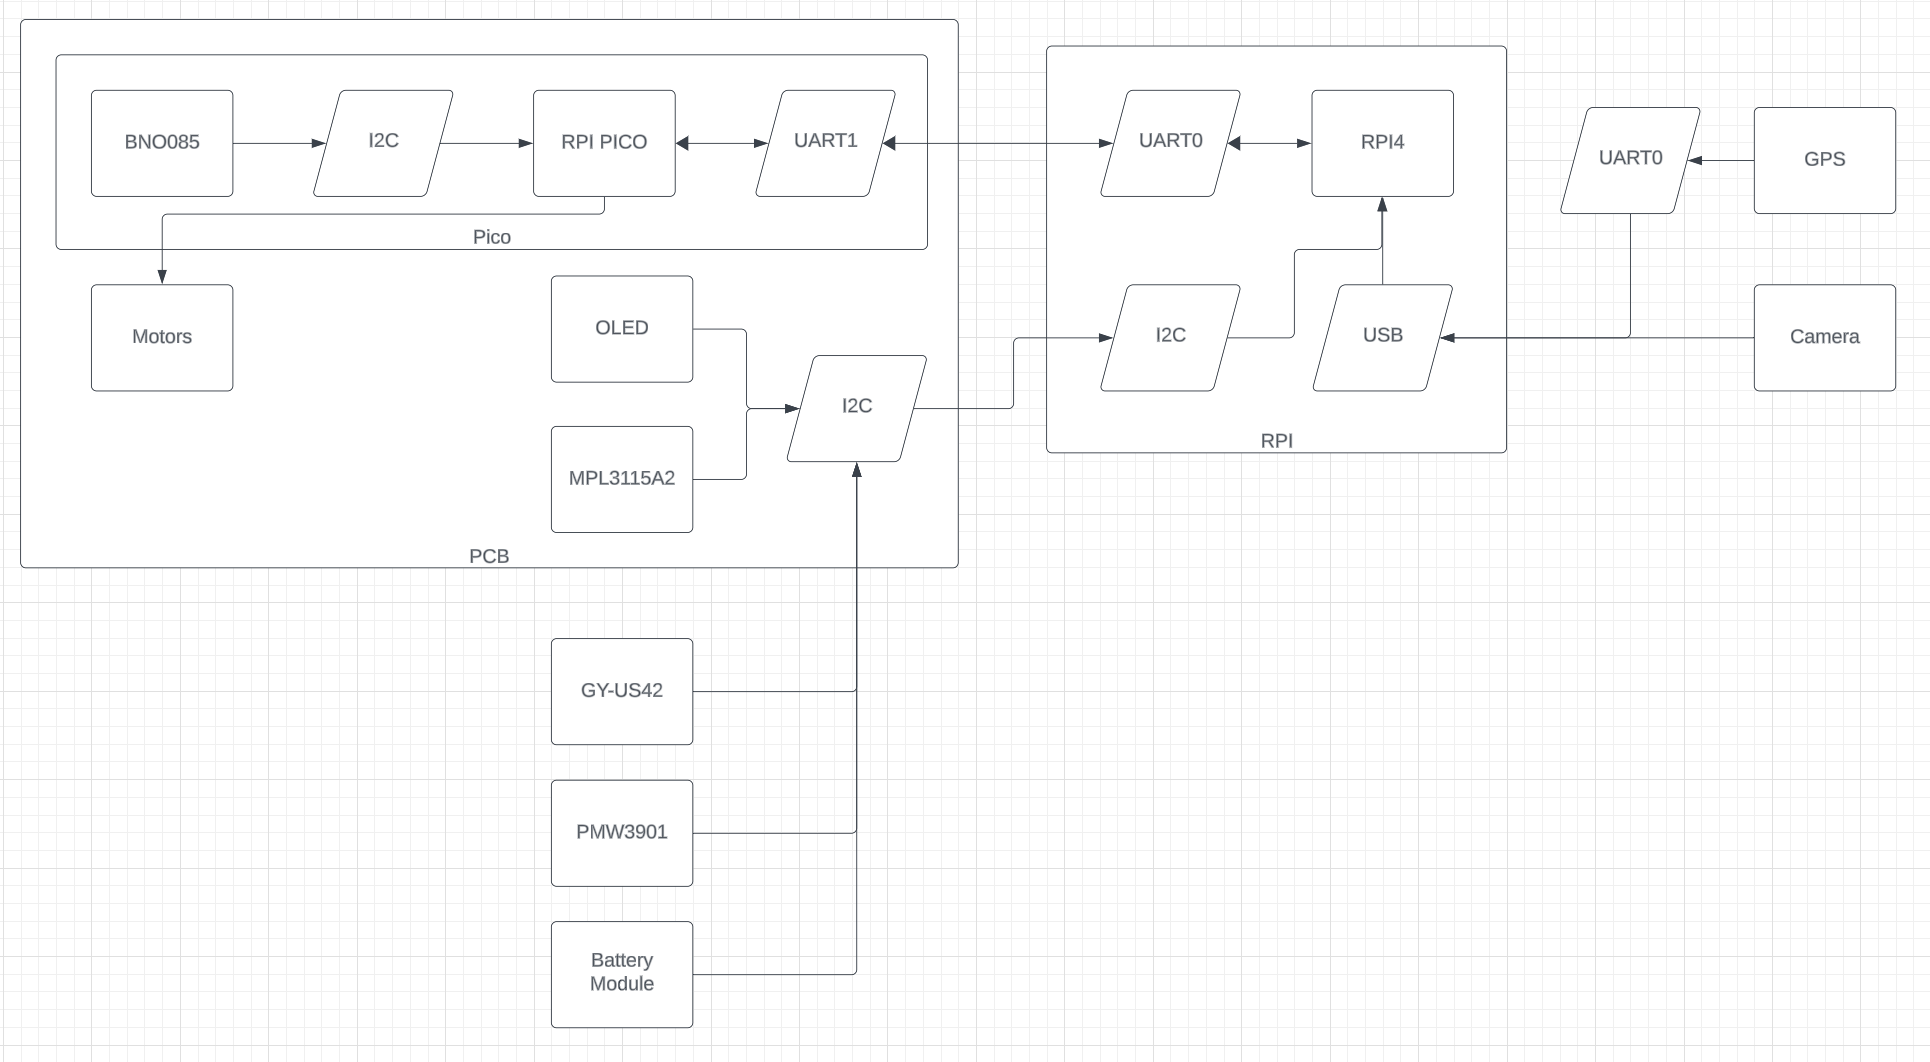 BNO085
I2C
RPI PICO
UART1
Pico
Motors
OLED
MPL3115A2
I2C
PCB
UART0
RPI4
I2C
USB
RPI
UART0
GPS
Camera
GY-US42
PMW3901
Battery
Module